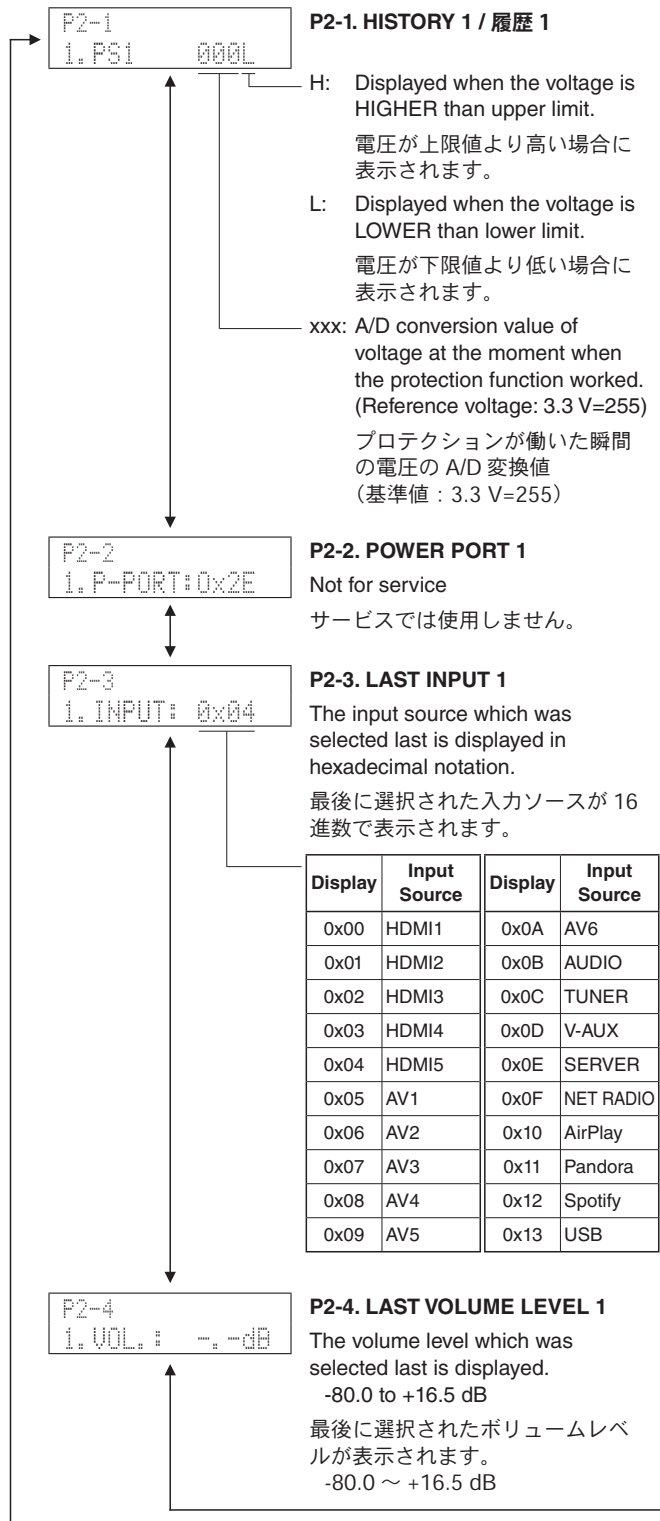 P2-1
1.PS1 000L
P2-1. HISTORY 1 / 履歴 1
H: Displayed when the voltage is
HIGHER than upper limit.
電圧が上限値より高い場合に
表示されます。
L: Displayed when the voltage is
LOWER than lower limit.
電圧が下限値より低い場合に
表示されます。
xxx: A/D conversion value of
voltage at the moment when
the protection function worked.
(Reference voltage: 3.3 V=255)
プロテクションが働いた瞬間
の電圧の A/D 変換値
（基準値：3.3 V=255）
P2-2
1.P-PORT:0x2E
P2-2. POWER PORT 1
Not for service
サービスでは使用しません。
P2-3
1.INPUT: 0x04
P2-3. LAST INPUT 1
The input source which was
selected last is displayed in
hexadecimal notation.
最後に選択された入力ソースが 16
進数で表示されます。
Display Input Source Display Input Source
0x00 HDMI1 0x0A AV6
0x01 HDMI2 0x0B AUDIO
0x02 HDMI3 0x0C TUNER
0x03 HDMI4 0x0D V-AUX
0x04 HDMI5 0x0E SERVER
0x05 AV1 0x0F NET RADIO
0x06 AV2 0x10 AirPlay
0x07 AV3 0x11 Pandora
0x08 AV4 0x12 Spotify
0x09 AV5 0x13 USB
P2-4
1.VOL.: -.-dB
P2-4. LAST VOLUME LEVEL 1
The volume level which was
selected last is displayed.
-80.0 to +16.5 dB
最後に選択されたボリュームレベ
ルが表示されます。
-80.0 ～ +16.5 dB